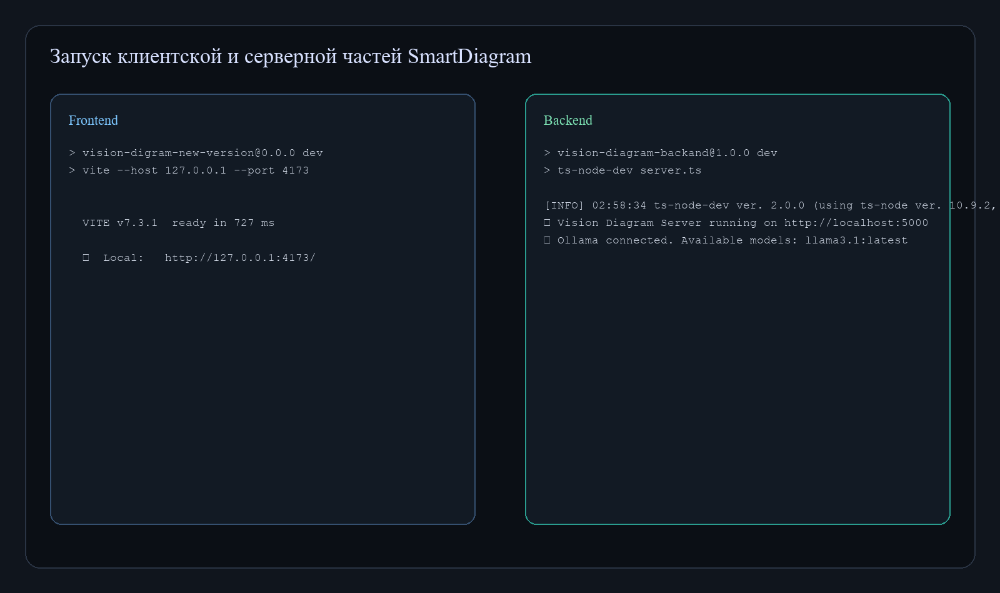 Запуск клиентской и серверной частей SmartDiagram
Frontend
> vision-digram-new-version@0.0.0 dev
> vite --host 127.0.0.1 --port 4173
VITE v7.3.1  ready in 727 ms
Local:   http://127.0.0.1:4173/
Backend
> vision-diagram-backand@1.0.0 dev
> ts-node-dev server.ts
[INFO] 02:58:34 ts-node-dev ver. 2.0.0 (using ts-node ver. 10.9.2,
Vision Diagram Server running on http://localhost:5000
Ollama connected. Available models: llama3.1:latest